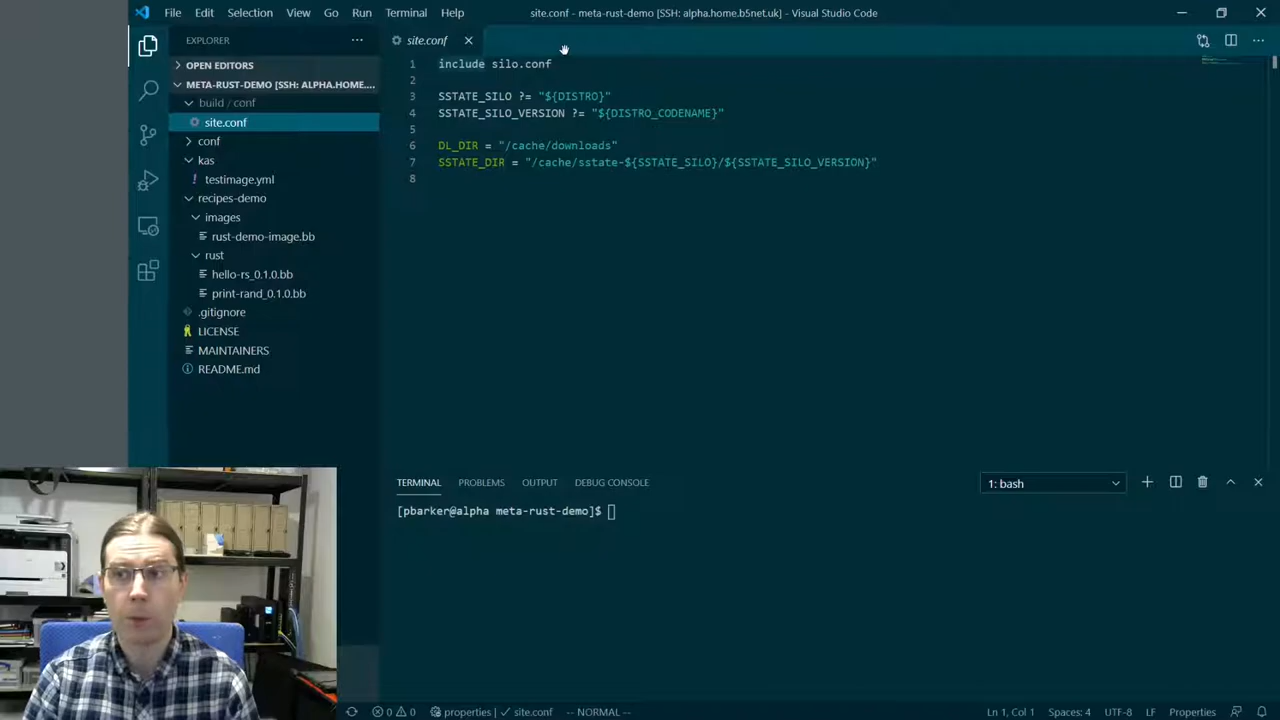 File Edit Selection View Go Run Terminal Help
site.conf - meta-rust-demo [SSH: alpha.home.b5net.uk] - Visual Studio Code
EXPLORER
OPEN EDITORS
META-RUST-DEMO [SSH: ALPHA.HOME....
build / conf
site.conf
conf
kas
testimage.yml
recipes-demo
images
rust-demo-image.bb
rust
hello-rs_0.1.0.bb
print-rand_0.1.0.bb
.gitignore
LICENSE
MAINTAINERS
README.md
site.conf
1 include silo.conf
2
3 SSTATE_SILO ?= "${DISTRO}"
4 SSTATE_SILO_VERSION ?= "${DISTRO_CODENAME}"
5
6 DL_DIR = "/cache/downloads"
7 SSTATE_DIR = "/cache/sstate-${SSTATE_SILO}/${SSTATE_SILO_VERSION}"
8
TERMINAL PROBLEMS OUTPUT DEBUG CONSOLE
1: bash
[pbarker@alpha meta-rust-demo]$
0 0 properties site.conf -- NORMAL -- Ln 1, Col 1 Spaces: 4 UTF-8 LF Properties